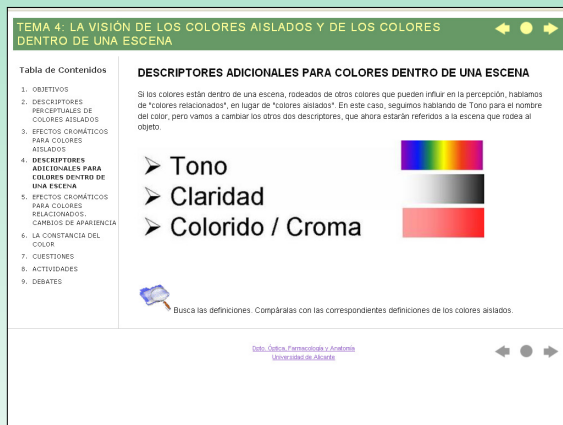 TEMA 4: LA VISIÓN DE LOS COLORES AISLADOS Y DE LOS COLORES
DENTRO DE UNA ESCENA
Tabla de Contenidos
1. OBJETIVOS
2. DESCRIPTORES
PERCEPTUALES DE
COLORES AISLADOS
3. EFECTOS CROMÁTICOS
PARA COLORES
AISLADOS
4. DESCRIPTORES
ADICIONALES PARA
COLORES DENTRO DE
UNA ESCENA
5. EFECTOS CROMÁTICOS
PARA COLORES
RELACIONADOS.
CAMBIOS DE APARIENCIA
6. LA CONSTANCIA DEL
COLOR
7. CUESTIONES
8. ACTIVIDADES
9. DEBATES
DESCRIPTORES ADICIONALES PARA COLORES DENTRO DE UNA ESCENA
Si los colores están dentro de una escena, rodeados de otros colores que pueden influir en la percepción, hablamos
de "colores relacionados", en lugar de "colores aislados". En este caso, seguimos hablando de Tono para el nombre
del color, pero vamos a cambiar los otros dos descriptores, que ahora estarán referidos a la escena que rodea al
objeto.
➢ Tono
➢ Claridad
➢ Colorido / Croma
Busca las definiciones. Compáralas con las correspondientes definiciones de los colores aislados.
Dpto. Óptica, Farmacología y Anatomía
Universidad de Alicante